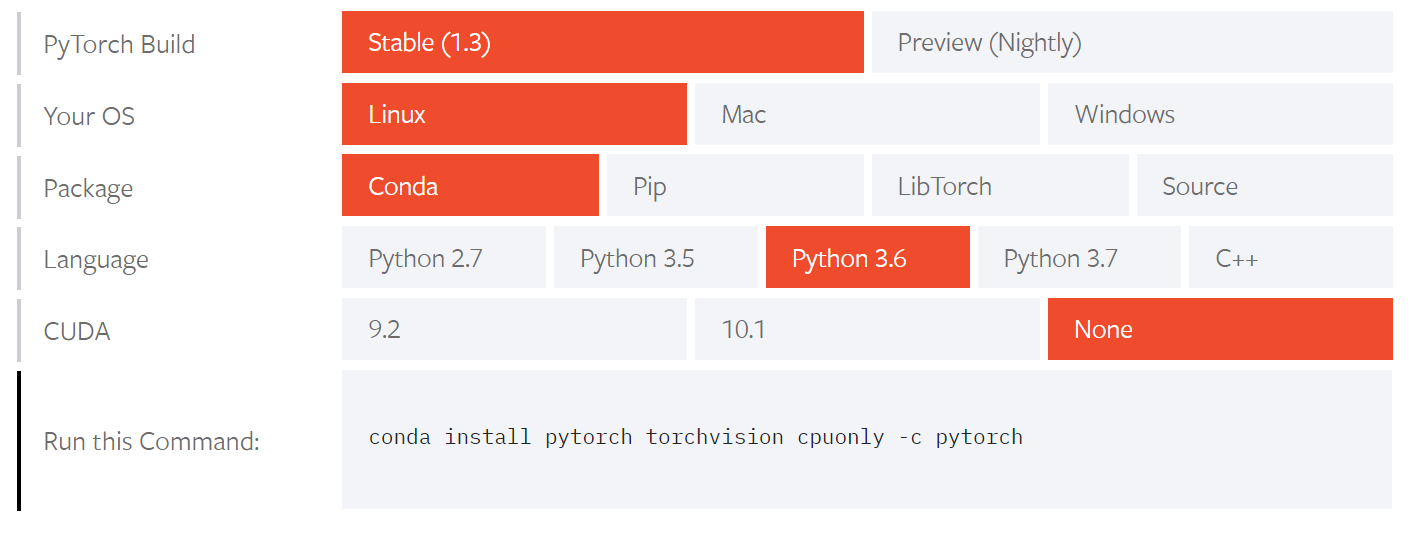 PyTorch Build Stable (1.3) Preview (Nightly)
Your OS Linux Mac Windows
Package Conda Pip LibTorch Source
Language Python 2.7 Python 3.5 Python 3.6 Python 3.7 C++
CUDA 9.2 10.1 None
Run this Command: conda install pytorch torchvision cpuonly -c pytorch